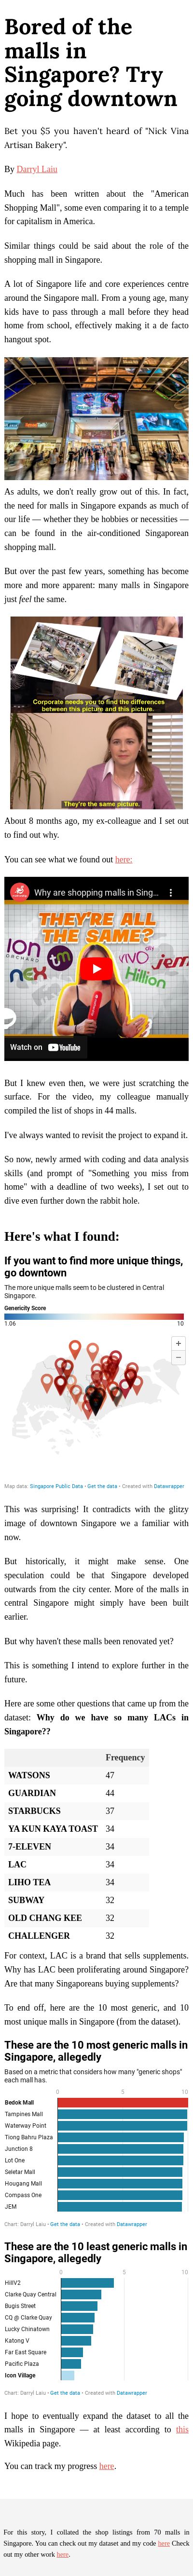 Bored of the
malls in
Singapore? Try
going downtown
Bet you $5 you haven't heard of "Nick Vina
Artisan Bakery".
By Darryl Laiu
Much has been written about the "American
Shopping Mall", some even comparing it to a temple
for capitalism in America.
Similar things could be said about the role of the
shopping mall in Singapore.
A lot of Singapore life and core experiences centre
around the Singapore mall. From a young age, many
kids have to pass through a mall before they head
home from school, effectively making it a de facto
hangout spot.
As adults, we don't really grow out of this. In fact,
the need for malls in Singapore expands as much of
our life — whether they be hobbies or necessities —
can be found in the air-conditioned Singaporean
shopping mall.
But over the past few years, something has become
more and more apparent: many malls in Singapore
just feel the same.
Corporate needs you to find the differences
between this picture and this picture.
They're the same picture.
About 8 months ago, my ex-colleague and I set out
to find out why.
You can see what we found out here:
Why are shopping malls in Sing...
THEY'RE ALL
THE SAME?
ION
ORCHARD
tm
JVV
nex
Hillion
Watch on YouTube
But I knew even then, we were just scratching the
surface. For the video, my colleague manually
compiled the list of shops in 44 malls.
I've always wanted to revisit the project to expand it.
So now, newly armed with coding and data analysis
skills (and prompt of "Something you miss from
home" with a deadline of two weeks), I set out to
dive even further down the rabbit hole.
Here's what I found:
If you want to find more unique things,
go downtown
The more unique malls seem to be clustered in Central
Singapore.
Genericity Score
1.06 10
+
−
Map data: Singapore Public Data • Get the data • Created with Datawrapper
This was surprising! It contradicts with the glitzy
image of downtown Singapore we a familiar with
now.
But historically, it might make sense. One
speculation could be that Singapore developed
outwards from the city center. More of the malls in
central Singapore might simply have been built
earlier.
But why haven't these malls been renovated yet?
This is something I intend to explore further in the
future.
Here are some other questions that came up from the
dataset: Why do we have so many LACs in
Singapore??
Frequency
WATSONS 47
GUARDIAN 44
STARBUCKS 37
YA KUN KAYA TOAST 34
7-ELEVEN 34
LAC 34
LIHO TEA 34
SUBWAY 32
OLD CHANG KEE 32
CHALLENGER 32
For context, LAC is a brand that sells supplements.
Why has LAC been proliferating around Singapore?
Are that many Singaporeans buying supplements?
To end off, here are the 10 most generic, and 10
most unique malls in Singapore (from the dataset).
These are the 10 most generic malls in
Singapore, allegedly
Based on a metric that considers how many "generic shops"
each mall has.
0 5 10
Bedok Mall
Tampines Mall
Waterway Point
Tiong Bahru Plaza
Junction 8
Lot One
Seletar Mall
Hougang Mall
Compass One
JEM
Chart: Darryl Laiu • Get the data • Created with Datawrapper
These are the 10 least generic malls in
Singapore, allegedly
0 5 10
HillV2
Clarke Quay Central
Bugis Street
CQ @ Clarke Quay
Lucky Chinatown
Katong V
Far East Square
Pacific Plaza
Icon Village
Chart: Darryl Laiu • Get the data • Created with Datawrapper
I hope to eventually expand the dataset to all the
malls in Singapore — at least according to this
Wikipedia page.
You can track my progress here.
For this story, I collated the shop listings from 70 malls in
Singapore. You can check out my dataset and my code here Check
out my other work here.